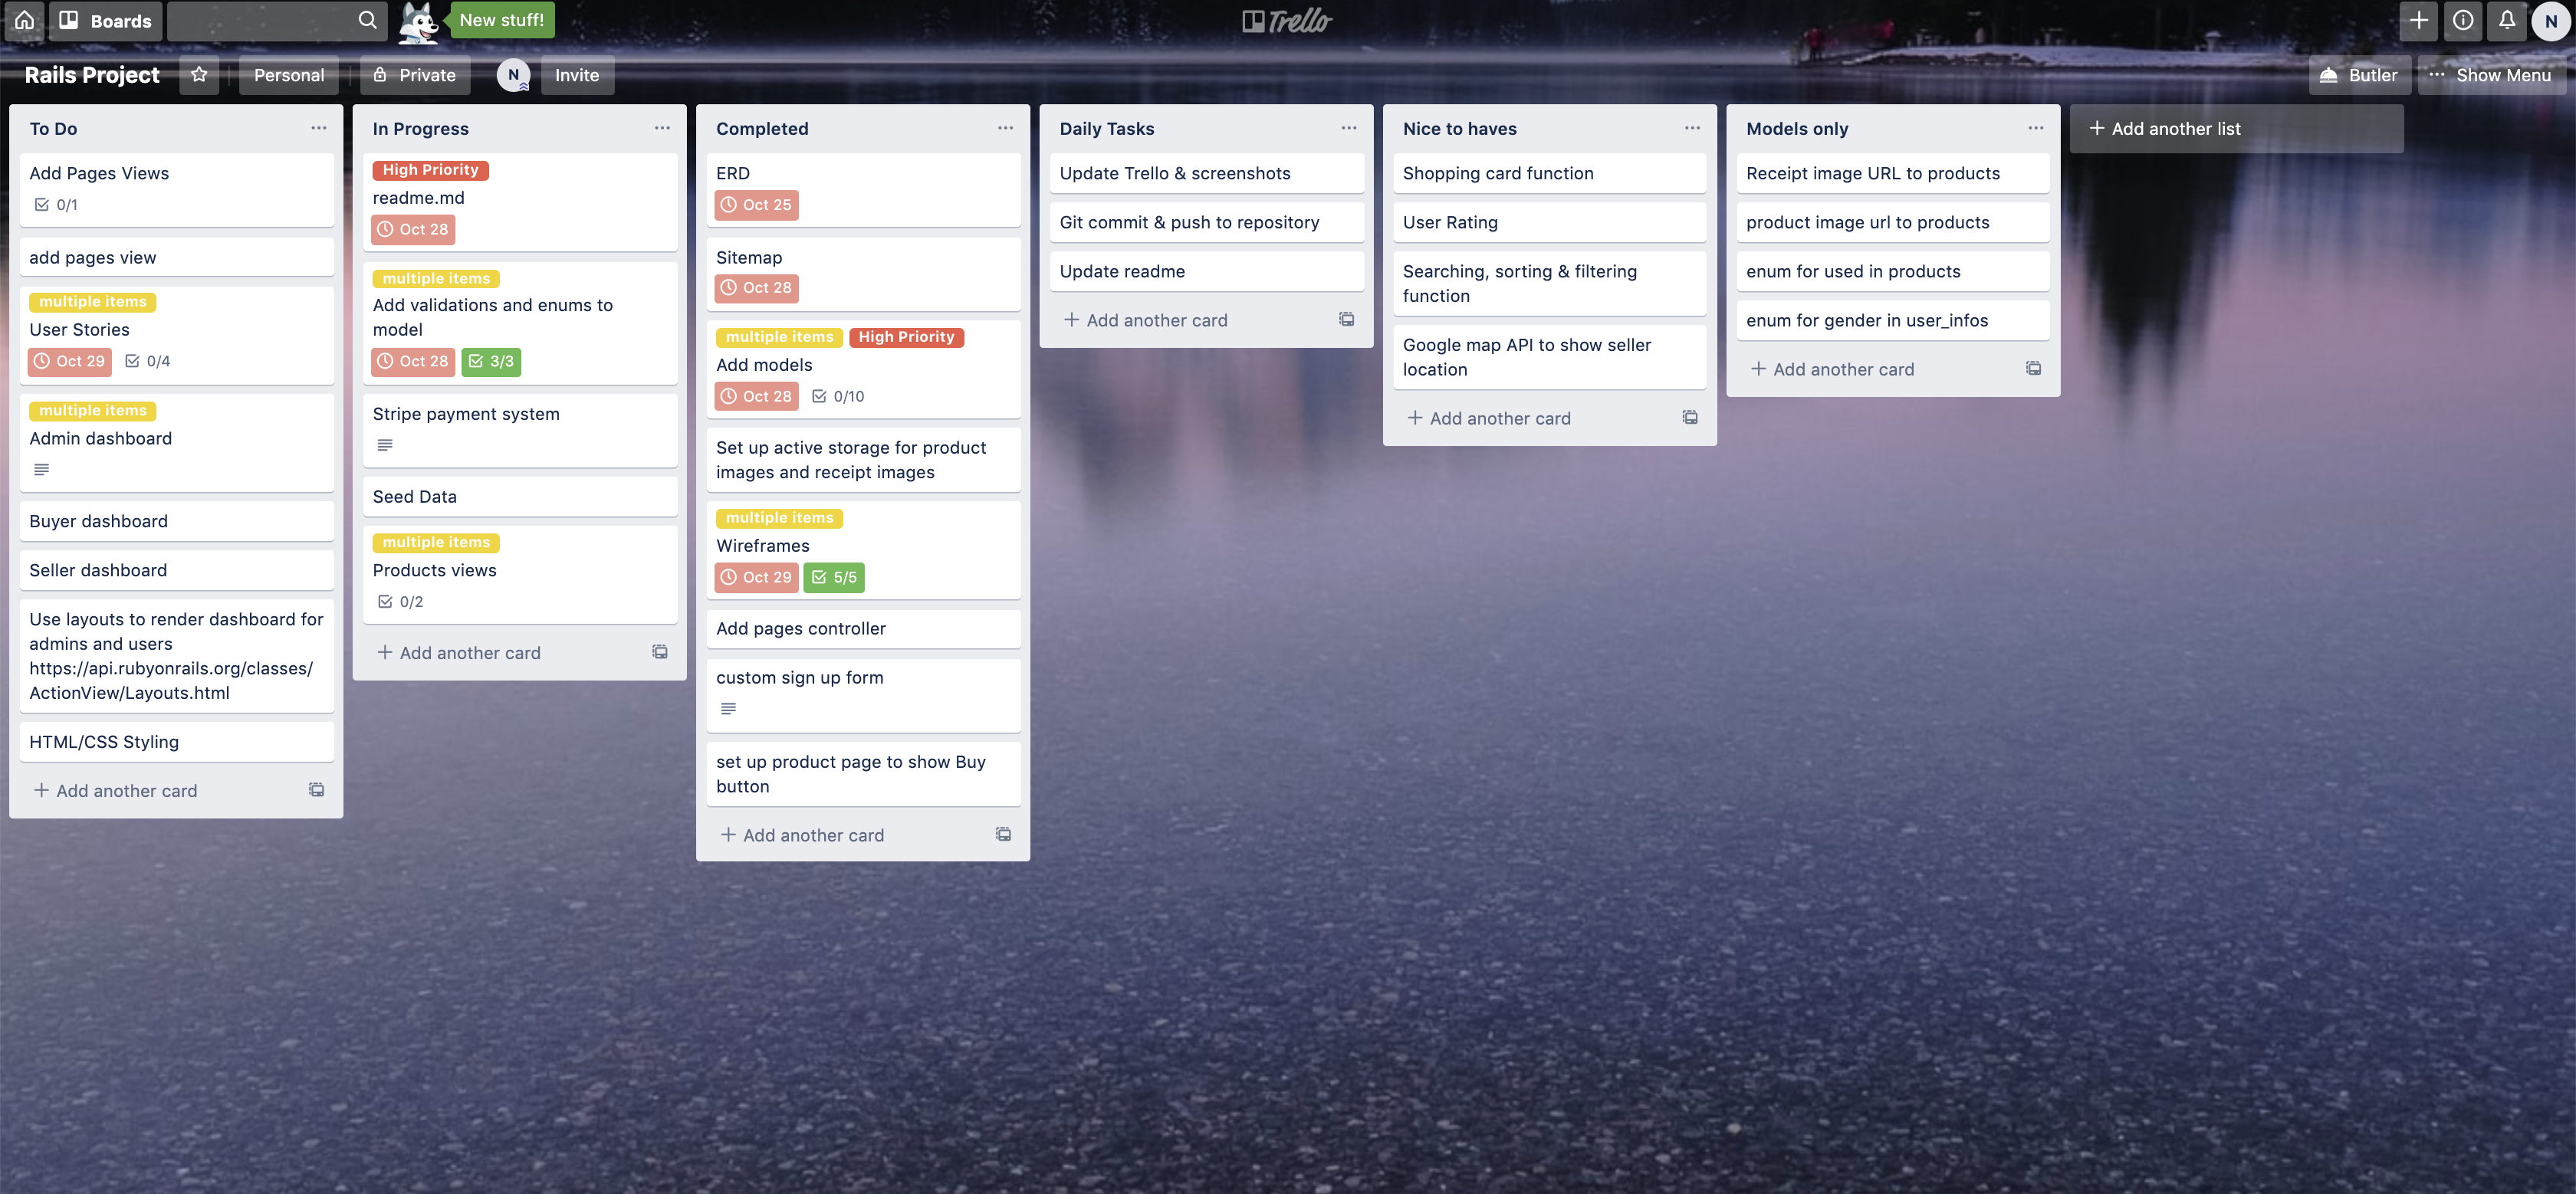 Boards
New stuff!
Trello
N
Rails Project
Personal
Private
N
Invite
Butler
Show Menu
To Do
Add Pages Views
0/1
add pages view
multiple items
User Stories
Oct 29
0/4
multiple items
Admin dashboard
Buyer dashboard
Seller dashboard
Use layouts to render dashboard for
admins and users
https://api.rubyonrails.org/classes/
ActionView/Layouts.html
HTML/CSS Styling
Add another card
In Progress
High Priority
readme.md
Oct 28
multiple items
Add validations and enums to
model
Oct 28
3/3
Stripe payment system
Seed Data
multiple items
Products views
0/2
Add another card
Completed
ERD
Oct 25
Sitemap
Oct 28
multiple items
High Priority
Add models
Oct 28
0/10
Set up active storage for product
images and receipt images
multiple items
Wireframes
Oct 29
5/5
Add pages controller
custom sign up form
set up product page to show Buy
button
Add another card
Daily Tasks
Update Trello & screenshots
Git commit & push to repository
Update readme
Add another card
Nice to haves
Shopping card function
User Rating
Searching, sorting & filtering
function
Google map API to show seller
location
Add another card
Models only
Receipt image URL to products
product image url to products
enum for used in products
enum for gender in user_infos
Add another card
Add another list